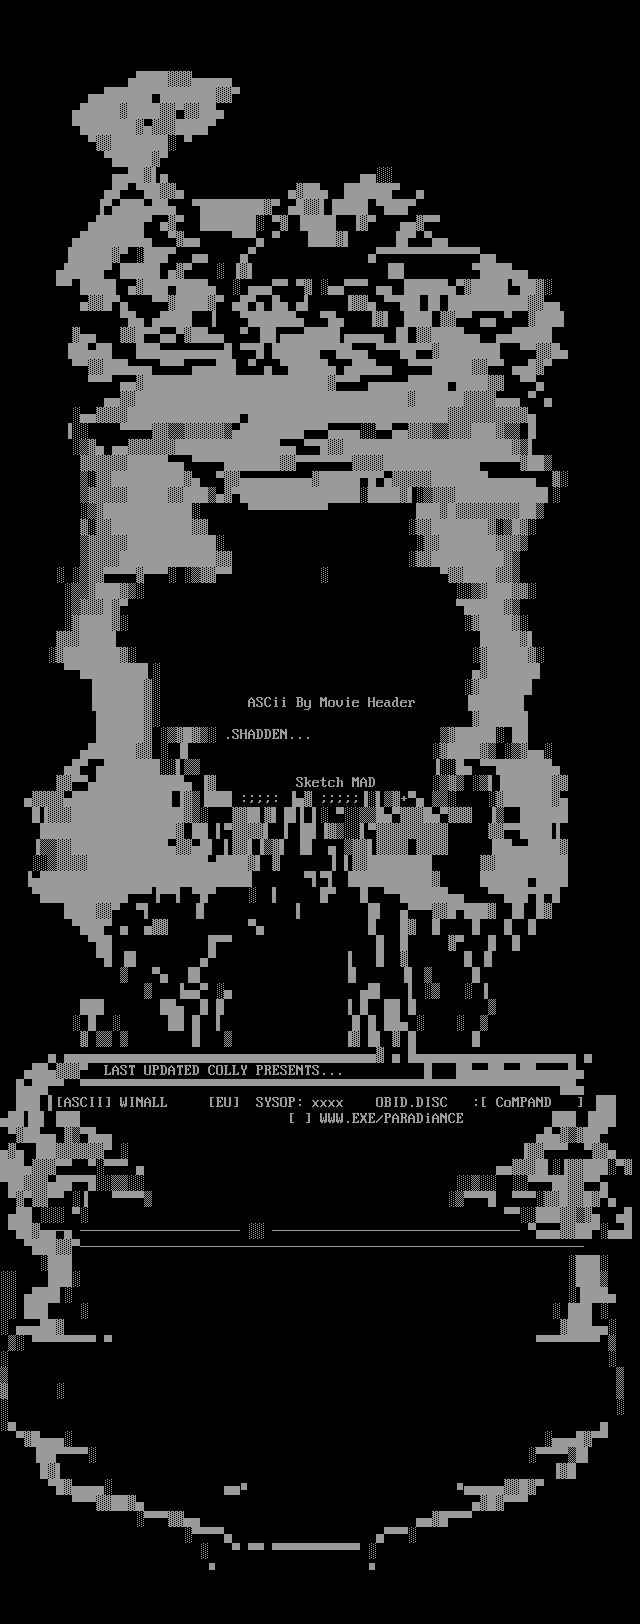 ASCii By Movie Header
.SHADDEN...
Sketch MAD
LAST UPDATED COLLY PRESENTS...
[ASCII] WINALL [EU] SYSOP: xxxx OBID.DISC :[ CoMPAND ]
[ ] WWW.EXE/PARADiANCE